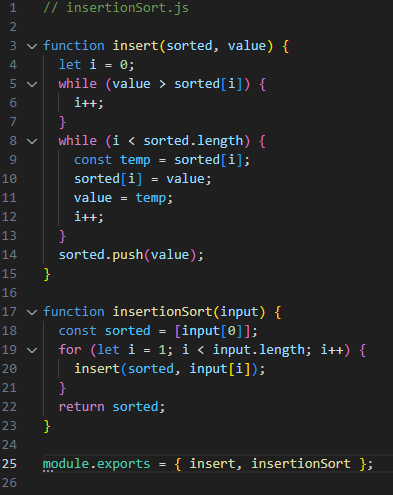 1 // insertionSort.js
2
3 function insert(sorted, value) {
4   let i = 0;
5   while (value > sorted[i]) {
6     i++;
7   }
8   while (i < sorted.length) {
9     const temp = sorted[i];
10     sorted[i] = value;
11     value = temp;
12     i++;
13   }
14   sorted.push(value);
15 }
16
17 function insertionSort(input) {
18   const sorted = [input[0]];
19   for (let i = 1; i < input.length; i++) {
20     insert(sorted, input[i]);
21   }
22   return sorted;
23 }
24
25 module.exports = { insert, insertionSort };
26